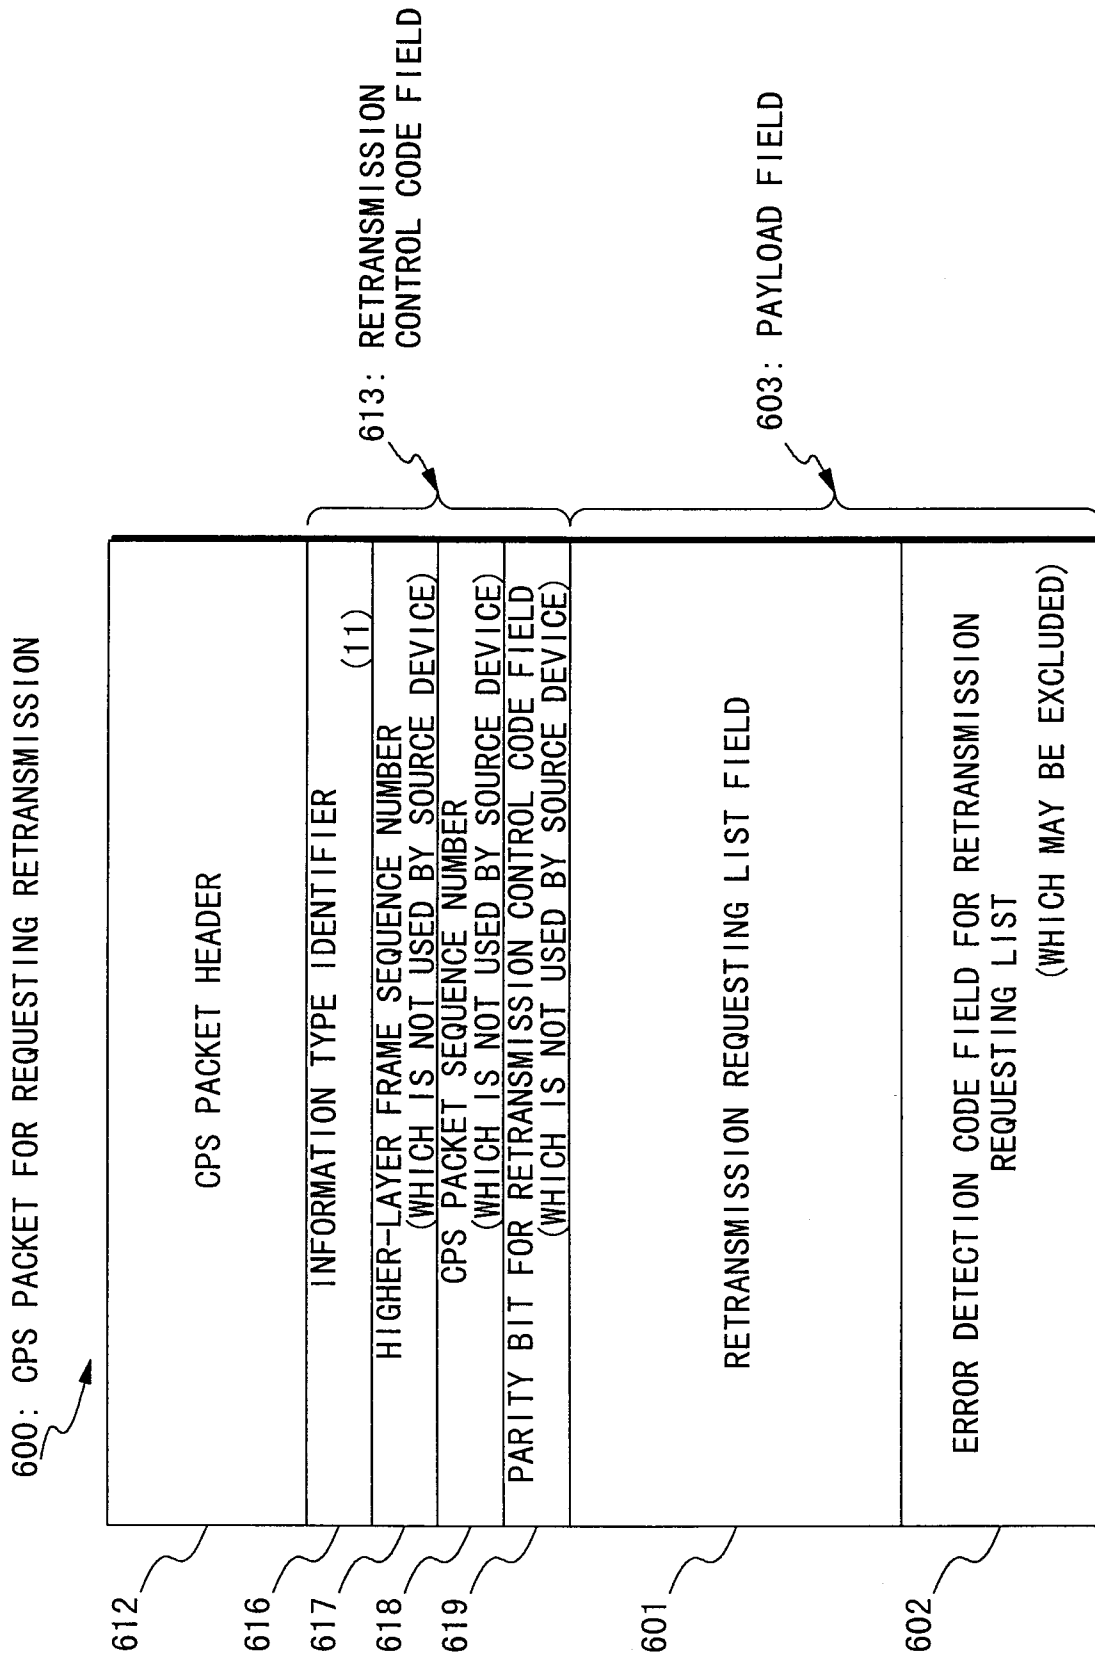 600: CPS PACKET FOR REQUESTING RETRANSMISSION
612
CPS PACKET HEADER
616
INFORMATION TYPE IDENTIFIER
(11)
617
HIGHER-LAYER FRAME SEQUENCE NUMBER
(WHICH IS NOT USED BY SOURCE DEVICE)
618
CPS PACKET SEQUENCE NUMBER
(WHICH IS NOT USED BY SOURCE DEVICE)
619
PARITY BIT FOR RETRANSMISSION CONTROL CODE FIELD
(WHICH IS NOT USED BY SOURCE DEVICE)
613: RETRANSMISSION
CONTROL CODE FIELD
601
RETRANSMISSION REQUESTING LIST FIELD
602
ERROR DETECTION CODE FIELD FOR RETRANSMISSION
REQUESTING LIST
(WHICH MAY BE EXCLUDED)
603: PAYLOAD FIELD